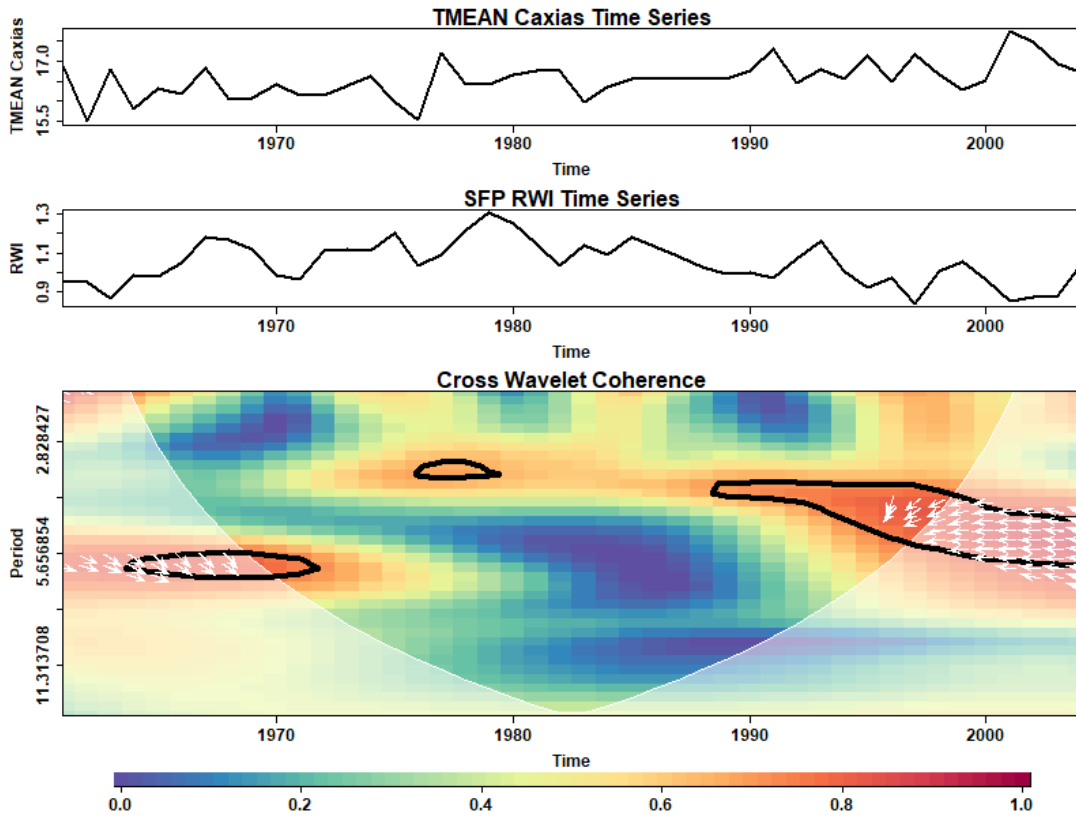 TMEAN Caxias Time Series
TMEAN Caxias
17.0
15.5
1970
1980
1990
2000
Time
SFP RWI Time Series
RWI
1.3
1.1
0.9
1970
1980
1990
2000
Time
Cross Wavelet Coherence
Period
2.828427
5.656854
11.313708
1970
1980
1990
2000
Time
0.0
0.2
0.4
0.6
0.8
1.0